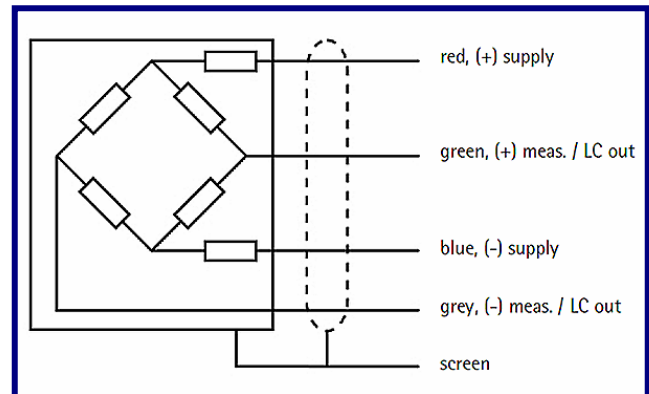 red, (+) supply
green, (+) meas. / LC out
blue, (-) supply
grey, (-) meas. / LC out
screen